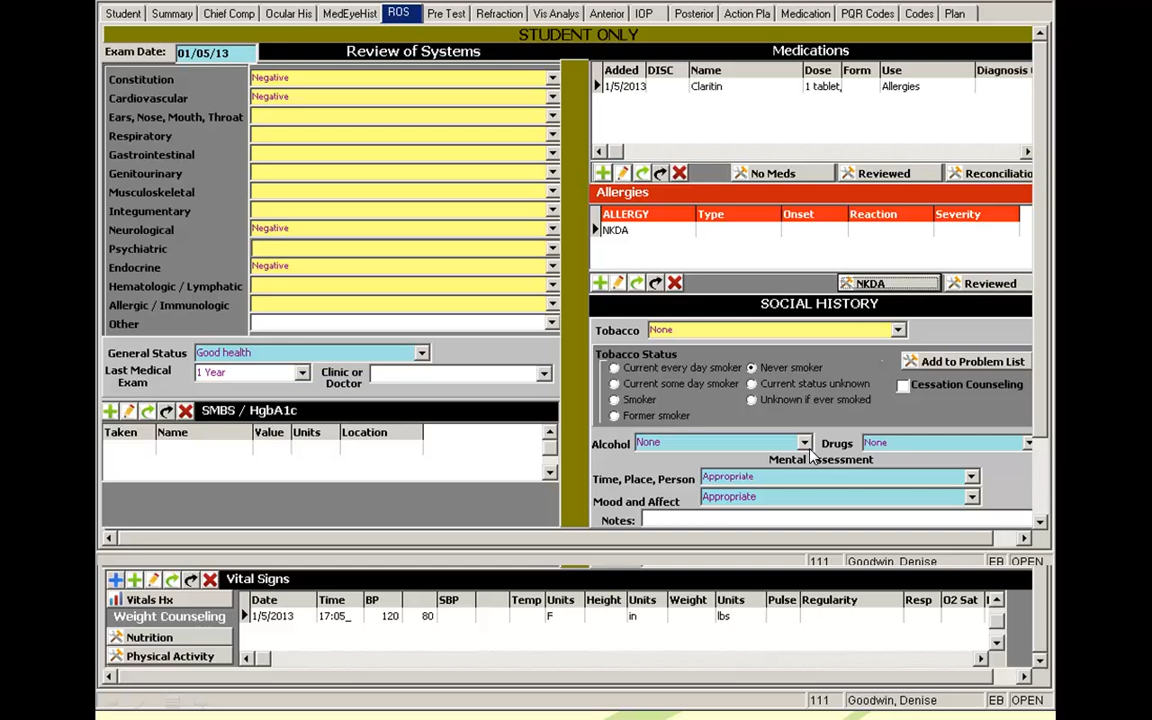 Student Summary Chief Comp Ocular His MedEyeHist ROS Pre Test Refraction Vis Analys Anterior IOP Posterior Action Pla Medication PQR Codes Codes Plan
STUDENT ONLY
Exam Date: 01/05/13 Review of Systems
Constitution Negative
Cardiovascular Negative
Ears, Nose, Mouth, Throat
Respiratory
Gastrointestinal
Genitourinary
Musculoskeletal
Integumentary
Neurological Negative
Psychiatric
Endocrine Negative
Hematologic / Lymphatic
Allergic / Immunologic
Other
General Status Good health
Last Medical Exam 1 Year Clinic or Doctor
SMBS / HgbA1c
Taken Name Value Units Location
Medications
Added DISC Name Dose Form Use Diagnosis
1/5/2013 Claritin 1 tablet, Allergies
No Meds Reviewed Reconciliatio
Allergies
ALLERGY Type Onset Reaction Severity
NKDA
NKDA Reviewed
SOCIAL HISTORY
Tobacco None
Tobacco Status
Current every day smoker Never smoker Add to Problem List
Current some day smoker Current status unknown Cessation Counseling
Smoker Unknown if ever smoked
Former smoker
Alcohol None Drugs None
Mental Assessment
Time, Place, Person Appropriate
Mood and Affect Appropriate
Notes:
111 Goodwin, Denise EB OPEN
Vital Signs
Vitals Hx Date Time BP SBP Temp Units Height Units Weight Units Pulse Regularity Resp O2 Sat
Weight Counseling 1/5/2013 17:05_ 120 80 F in lbs
Nutrition
Physical Activity
111 Goodwin, Denise EB OPEN